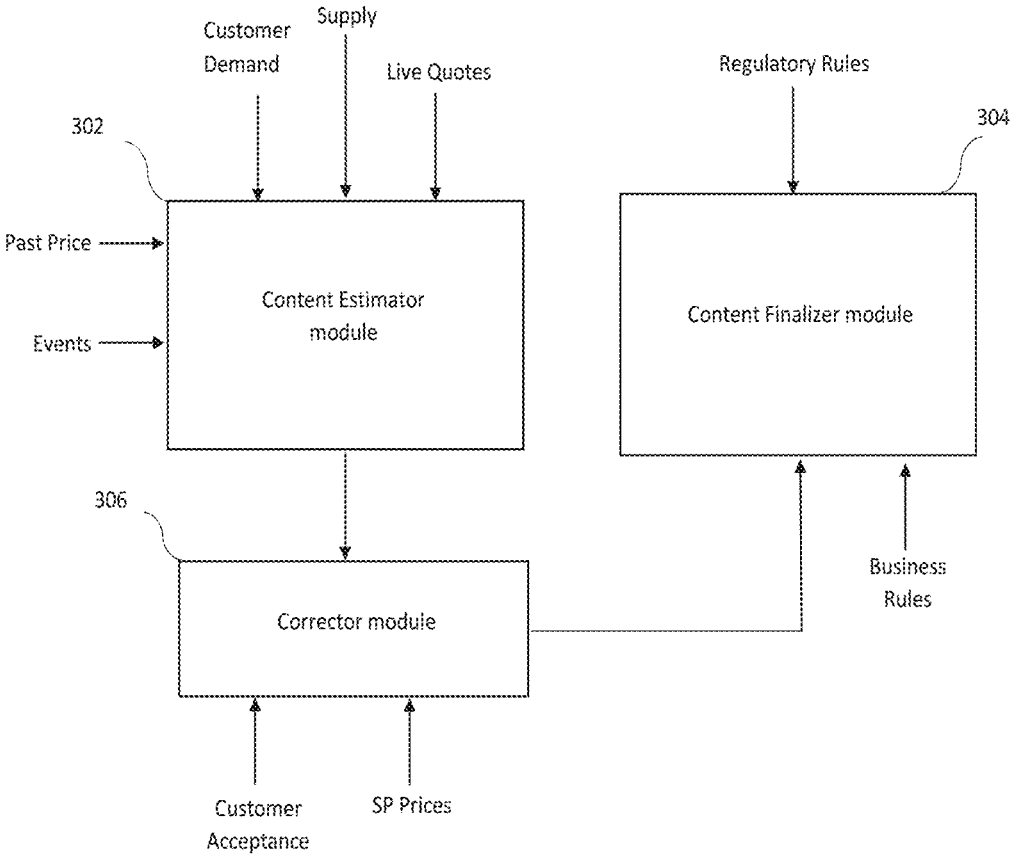 Supply
Customer
Demand
Live Quotes
Regulatory Rules
302
304
Past Price
Content Estimator
module
Content Finalizer module
Events
306
Business
Rules
Corrector module
SP Prices
Customer
Acceptance